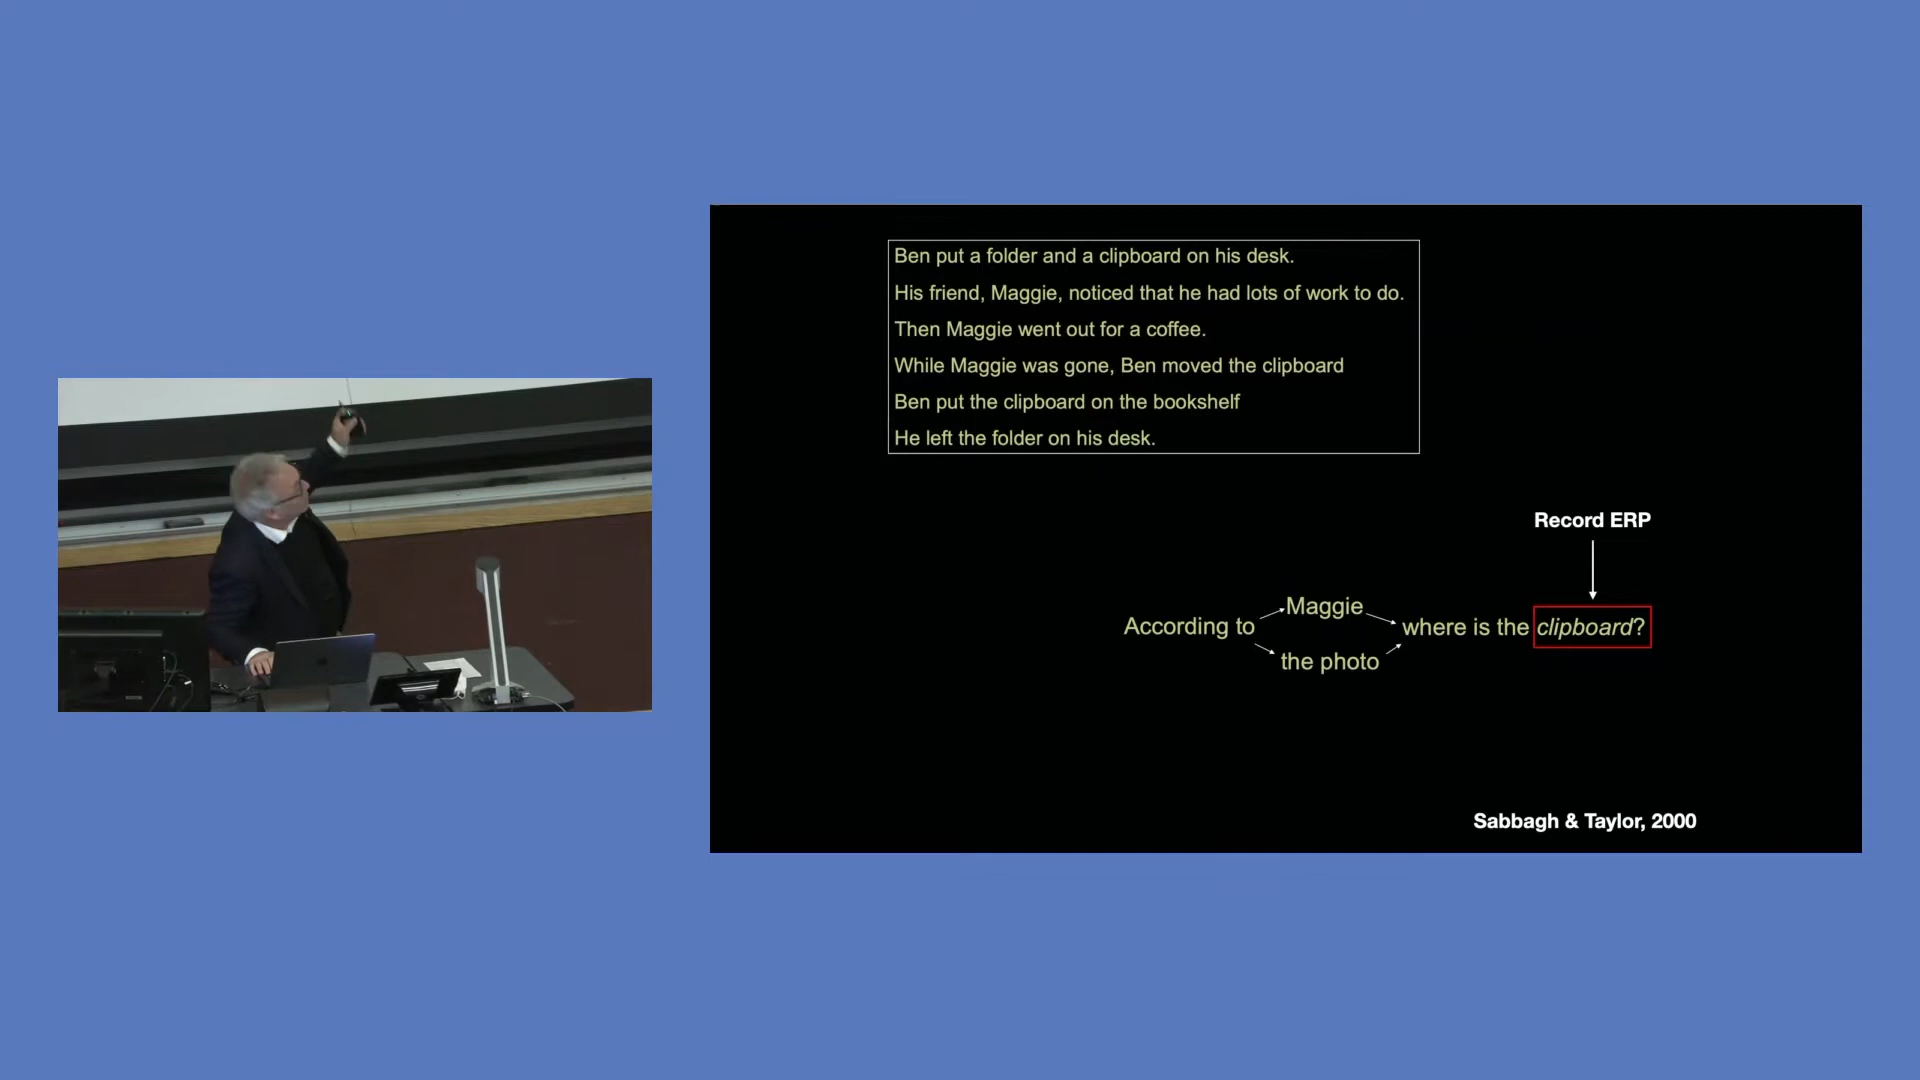 Ben put a folder and a clipboard on his desk.
His friend, Maggie, noticed that he had lots of work to do.
Then Maggie went out for a coffee.
While Maggie was gone, Ben moved the clipboard
Ben put the clipboard on the bookshelf
He left the folder on his desk.
Record ERP
According to
Maggie
the photo
where is the clipboard?
Sabbagh & Taylor, 2000